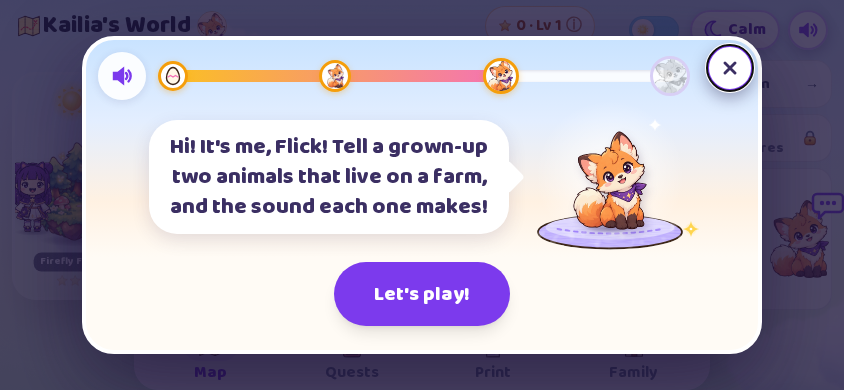 Kailia's World
0 · Lv 1
Calm
Hi! It's me, Flick! Tell a grown-up
two animals that live on a farm,
and the sound each one makes!
Let's play!
Firefly
Map
Quests
Print
Family